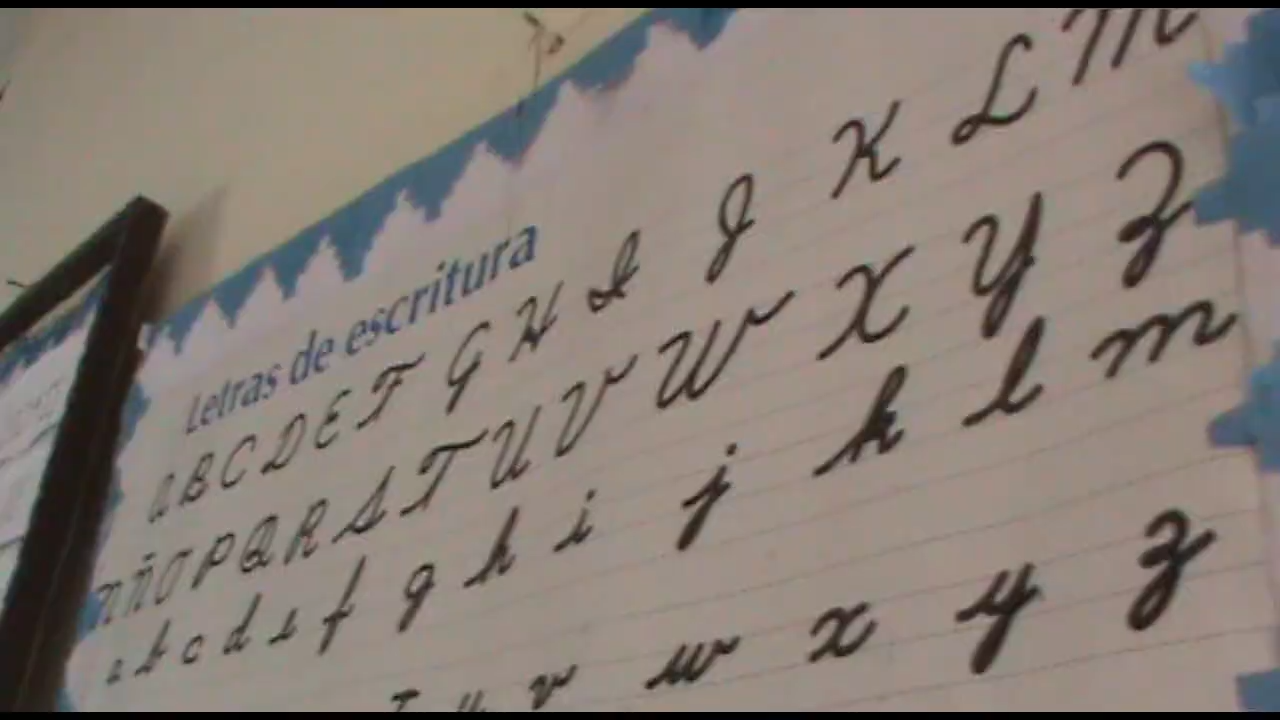 Letras de escritura
A B C D E F G H I J K L M
N Ñ O P Q R S T U V W X Y Z
a b c d e f g h i j k l m
v w x y z